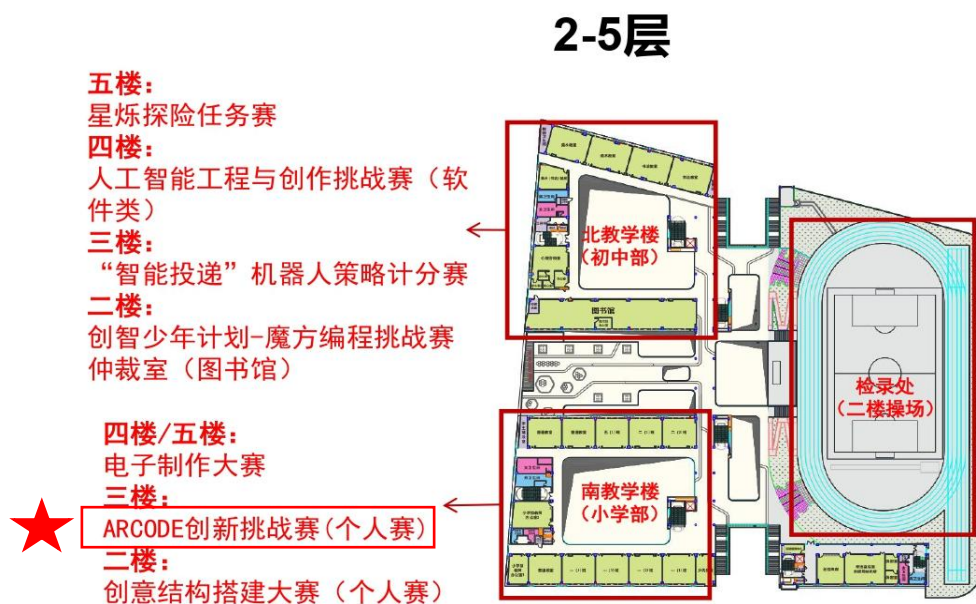 2-5层
五楼：
星烁探险任务赛
四楼：
人工智能工程与创作挑战赛（软
件类）
三楼：
“智能投递”机器人策略计分赛
二楼：
创智少年计划-魔方编程挑战赛
仲裁室（图书馆）
北教学楼
（初中部）
图书馆
检录处
（二楼操场）
四楼/五楼：
电子制作大赛
三楼：
ARCODE创新挑战赛(个人赛)
二楼：
创意结构搭建大赛（个人赛）
南教学楼
（小学部）